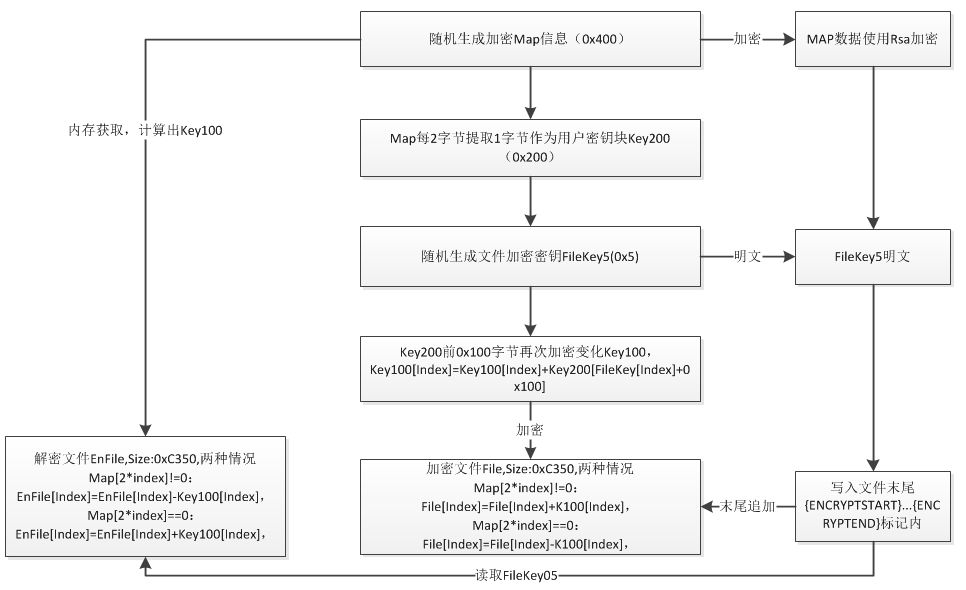 随机生成加密Map信息（0x400）
加密
MAP数据使用Rsa加密
内存获取，计算出Key100
Map每2字节提取1字节作为用户密钥块Key200
（0x200）
随机生成文件加密密钥FileKey5(0x5)
明文
FileKey5明文
Key200前0x100字节再次加密变化Key100，
Key100[Index]=Key100[Index]+Key200[FileKey[Index]+0
x100]
加密
解密文件EnFile,Size:0xC350,两种情况
Map[2*index]!=0：
EnFile[Index]=EnFile[Index]-Key100[Index]，
Map[2*index]==0：
EnFile[Index]=EnFile[Index]+Key100[Index]，
加密文件File,Size:0xC350,两种情况
Map[2*index]!=0：
File[Index]=File[Index]+K100[Index]，
Map[2*index]==0：
File[Index]=File[Index]-K100[Index]，
末尾追加
写入文件末尾
{ENCRYPTSTART}...{ENC
RYPTEND}标记内
读取FileKey05